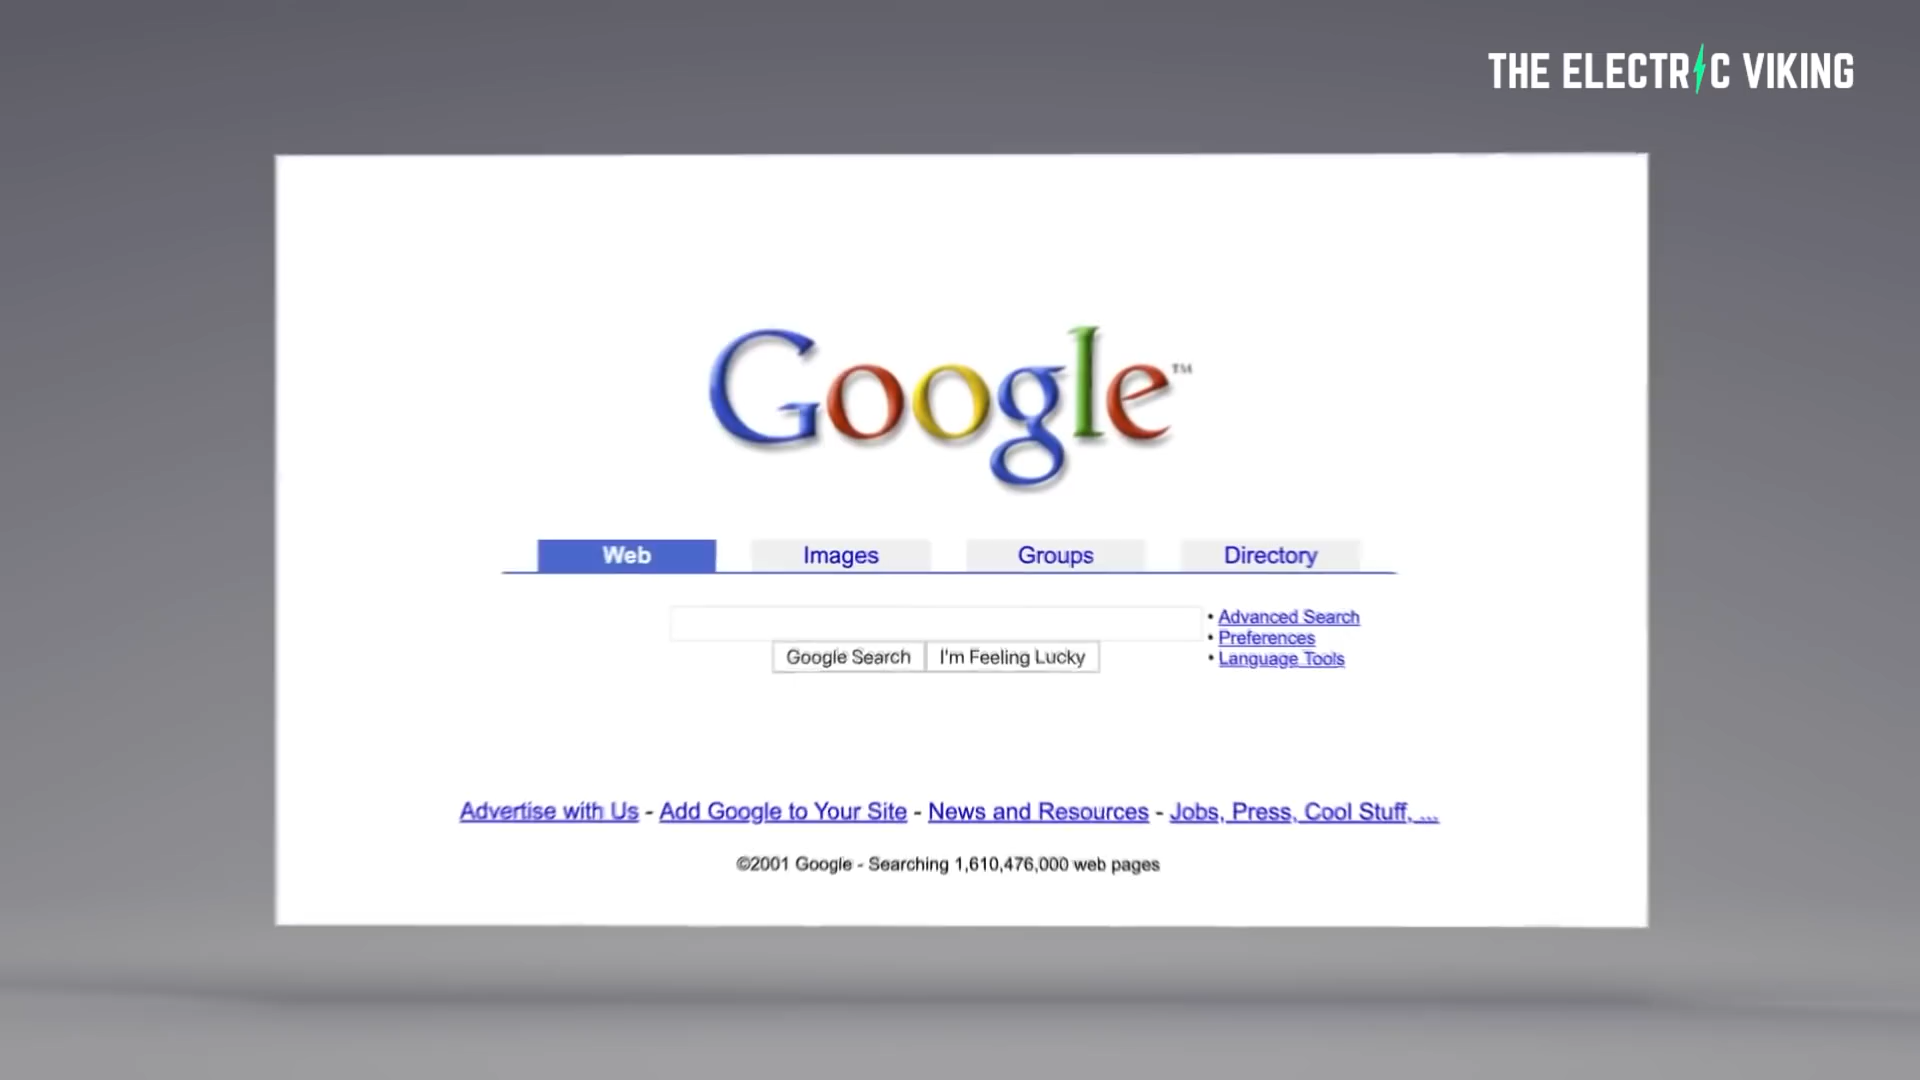 THE ELECTRIC VIKING
Google™
Web Images Groups Directory
• Advanced Search
• Preferences
• Language Tools
Google Search I'm Feeling Lucky
Advertise with Us - Add Google to Your Site - News and Resources - Jobs, Press, Cool Stuff, ...
©2001 Google - Searching 1,610,476,000 web pages